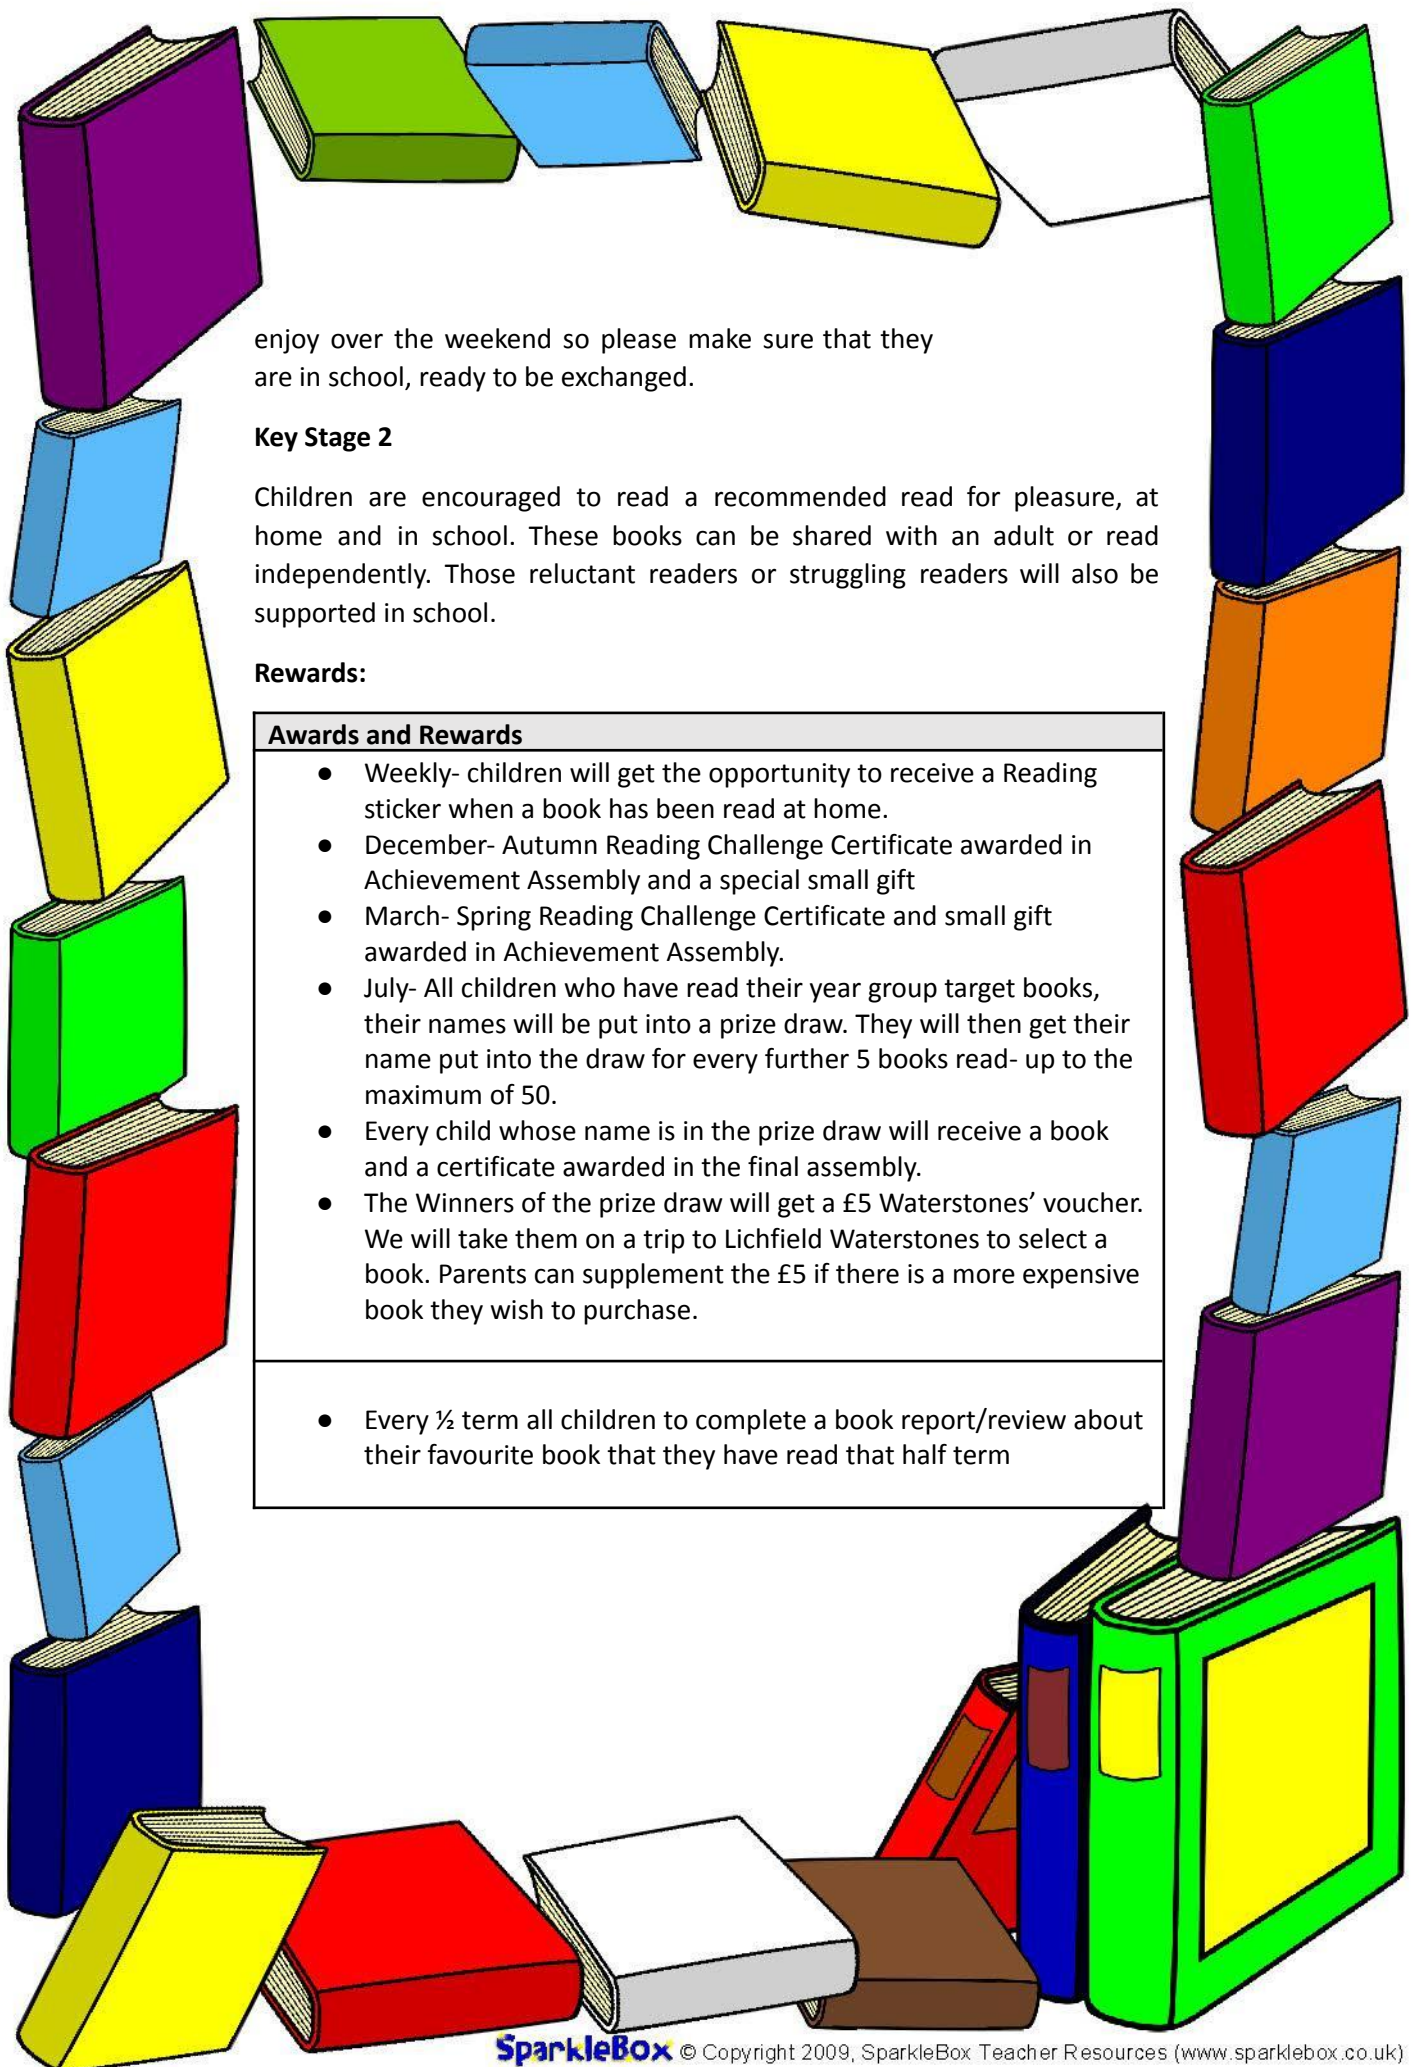 enjoy over the weekend so please make sure that they
are in school, ready to be exchanged.
Key Stage 2
Children are encouraged to read a recommended read for pleasure, at
home and in school. These books can be shared with an adult or read
independently. Those reluctant readers or struggling readers will also be
supported in school.
Rewards:
Awards and Rewards
● Weekly- children will get the opportunity to receive a Reading
sticker when a book has been read at home.
● December- Autumn Reading Challenge Certificate awarded in
Achievement Assembly and a special small gift
● March- Spring Reading Challenge Certificate and small gift
awarded in Achievement Assembly.
● July- All children who have read their year group target books,
their names will be put into a prize draw. They will then get their
name put into the draw for every further 5 books read- up to the
maximum of 50.
● Every child whose name is in the prize draw will receive a book
and a certificate awarded in the final assembly.
● The Winners of the prize draw will get a £5 Waterstones’ voucher.
We will take them on a trip to Lichfield Waterstones to select a
book. Parents can supplement the £5 if there is a more expensive
book they wish to purchase.
● Every ½ term all children to complete a book report/review about
their favourite book that they have read that half term
SparkleBox © Copyright 2009, SparkleBox Teacher Resources (www.sparklebox.co.uk)